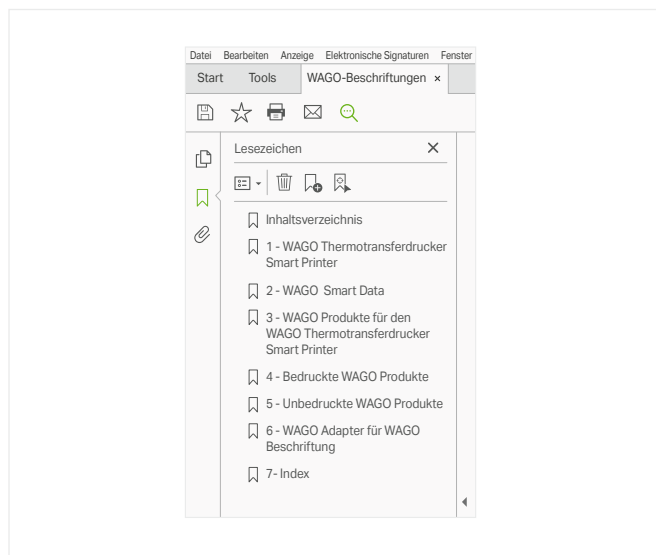 Datei Bearbeiten Anzeige Elektronische Signaturen Fenster
Start Tools WAGO-Beschriftungen ×
Lesezeichen
Inhaltsverzeichnis
1 - WAGO Thermotransferdrucker
Smart Printer
2 - WAGO Smart Data
3 - WAGO Produkte für den
WAGO Thermotransferdrucker
Smart Printer
4 - Bedruckte WAGO Produkte
5 - Unbedruckte WAGO Produkte
6 - WAGO Adapter für WAGO
Beschriftung
7- Index